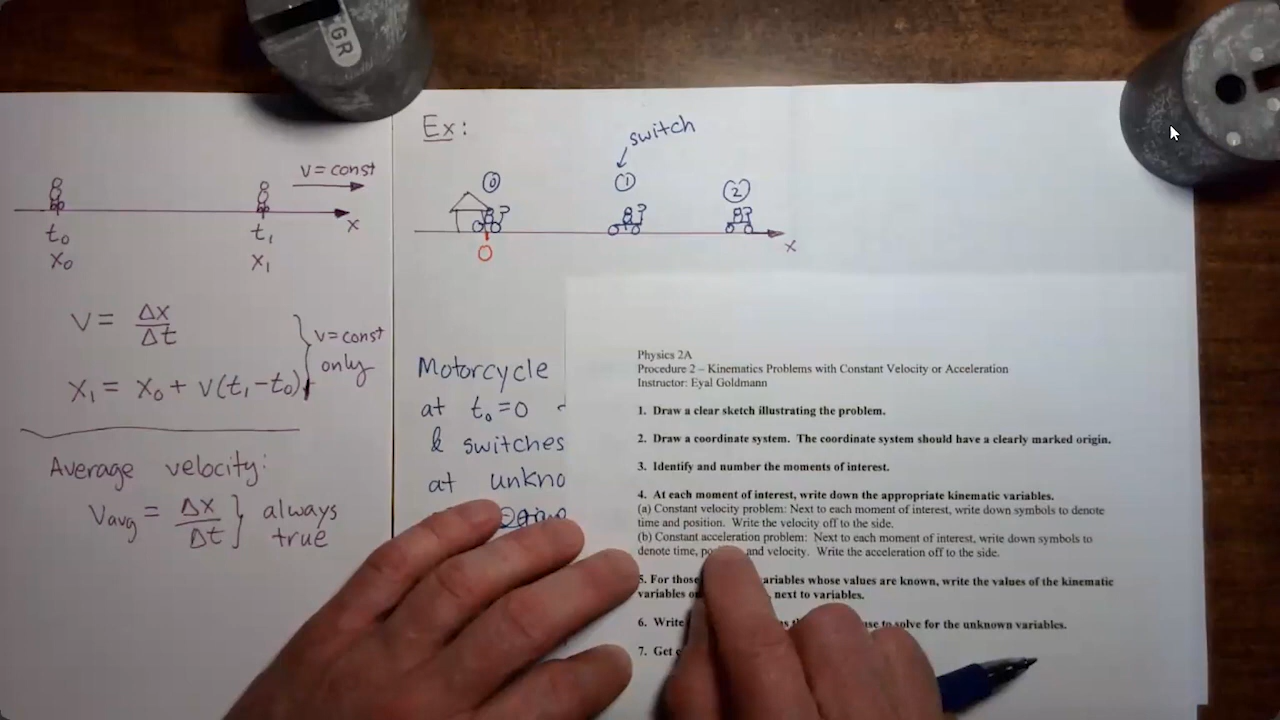 GR
v = const
x
t₀
t₁
x₀
x₁
v = Δx/Δt
x₁ = x₀ + v(t₁-t₀)
v = const
only
Average velocity:
Vavg = Δx/Δt
always
true
Ex:
switch
0
1
2
0
x
Motorcycle
at t₀=0
& switches
at
Physics 2A
Procedure 2 – Kinematics Problems with Constant Velocity or Acceleration
Instructor: Eyal Goldmann
1. Draw a clear sketch illustrating the problem.
2. Draw a coordinate system. The coordinate system should have a clearly marked origin.
3. Identify and number the moments of interest.
4. At each moment of interest, write down the appropriate kinematic variables.
(a) Constant velocity problem: Next to each moment of interest, write down symbols to denote
time and position. Write the velocity off to the side.
(b) Constant acceleration problem: Next to each moment of interest, write down symbols to
denote time, and velocity. Write the acceleration off to the side.
5. For those variables whose values are known, write the values of the kinematic
variables next to variables.
6. Write to solve for the unknown variables.
7. Get